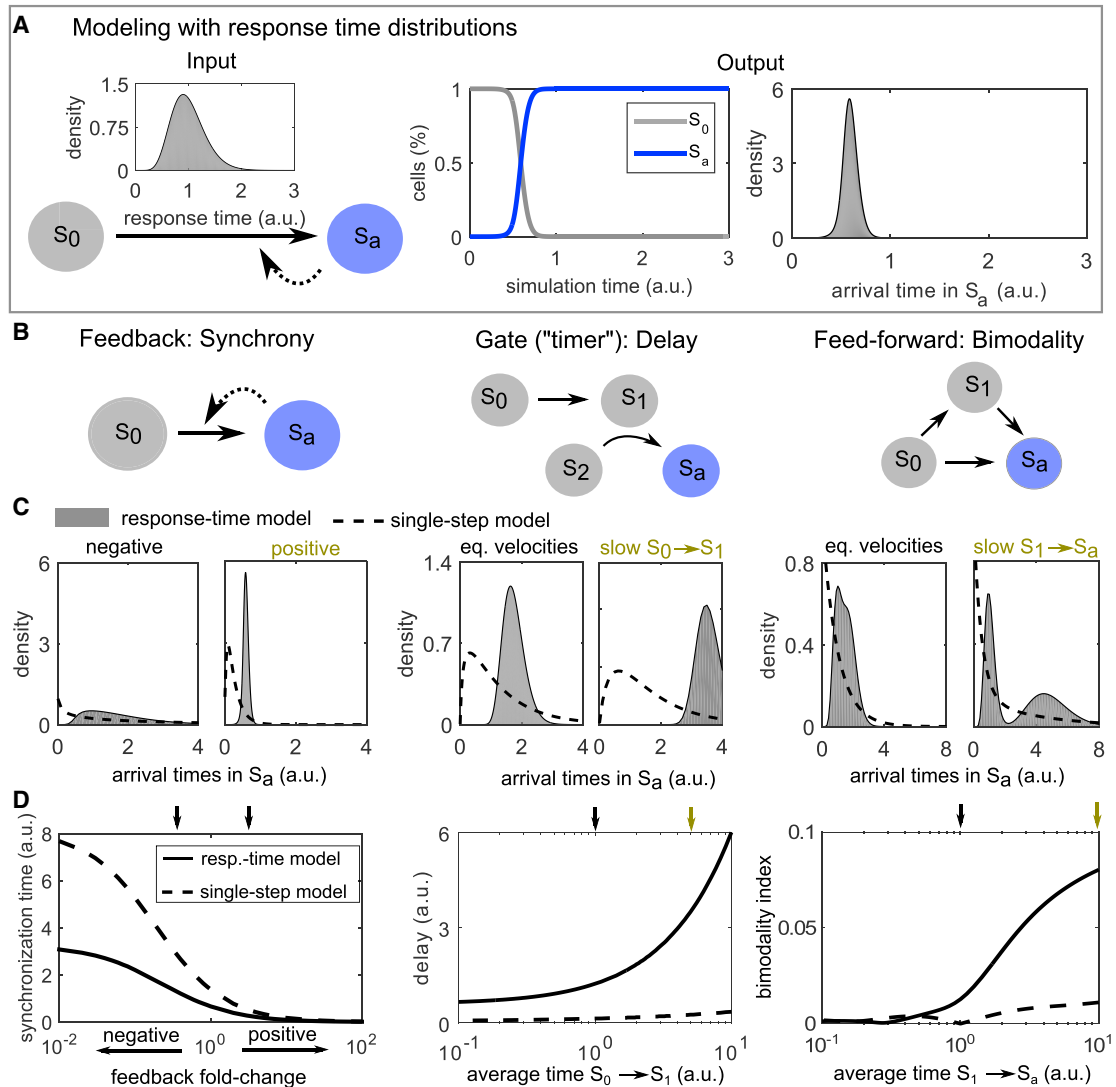 A Modeling with response time distributions
Input
Output
1.5
0.75
0
density
0 1 2 3
response time (a.u.)
S0
Sa
1
0.5
0
cells (%)
S0
Sa
0 1 2 3
simulation time (a.u.)
6
3
0
density
0 1 2 3
arrival time in Sa (a.u.)
B
Feedback: Synchrony
Gate ("timer"): Delay
Feed-forward: Bimodality
S0
Sa
S0
S1
S2
Sa
S1
S0
Sa
C
response-time model
single-step model
negative
positive
eq. velocities
slow S0→S1
eq. velocities
slow S1→Sa
6
3
0
density
0 2 4
0 2 4
arrival times in Sa (a.u.)
1.4
0.7
0
density
0 2 4
0 2 4
arrival times in Sa (a.u.)
0.8
0.4
0
density
0 4 8
0 4 8
arrival times in Sa (a.u.)
D
8
6
4
2
0
synchronization time (a.u.)
resp.-time model
single-step model
negative
positive
10-2 100 102
feedback fold-change
6
3
0
delay (a.u.)
10-1 100 101
average time S0→S1 (a.u.)
0.1
0.05
0
bimodality index
10-1 100 101
average time S1→Sa (a.u.)